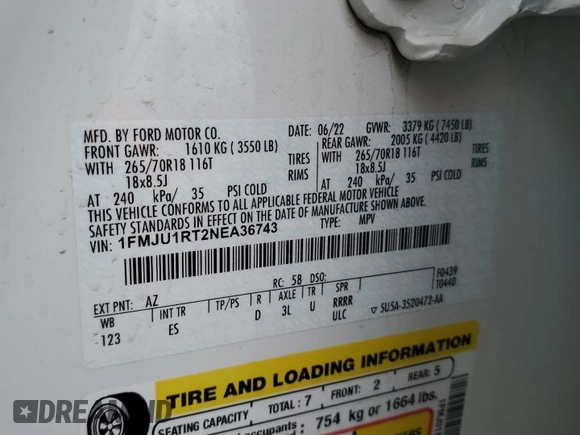 MFD. BY FORD MOTOR CO.
DATE: 06/22 GVWR: 3379 KG ( 7450 LB)
FRONT GAWR: 1610 KG ( 3550 LB) REAR GAWR: 2005 KG ( 4420 LB)
WITH 265/70R18 116T TIRES WITH 265/70R18 116T TIRES
18x8.5J RIMS 18x8.5J RIMS
AT 240 kPa/ 35 PSI COLD AT 240 kPa/ 35 PSI COLD
THIS VEHICLE CONFORMS TO ALL APPLICABLE FEDERAL MOTOR VEHICLE
SAFETY STANDARDS IN EFFECT ON THE DATE OF MANUFACTURE SHOWN ABOVE.
VIN: 1FMJU1RT2NEA36743 TYPE: MPV
F0439
T0440
EXT PNT: AZ RC: 58 DSO:
WB INT TR TP/PS R AXLE TR SPR
123 ES D 3L U RRRR
ULC ▽ SU5A-3520472-AA
TIRE AND LOADING INFORMATION
SEATING CAPACITY TOTAL: 7 FRONT: 2 REAR: 5
754 kg or 1664 lbs.